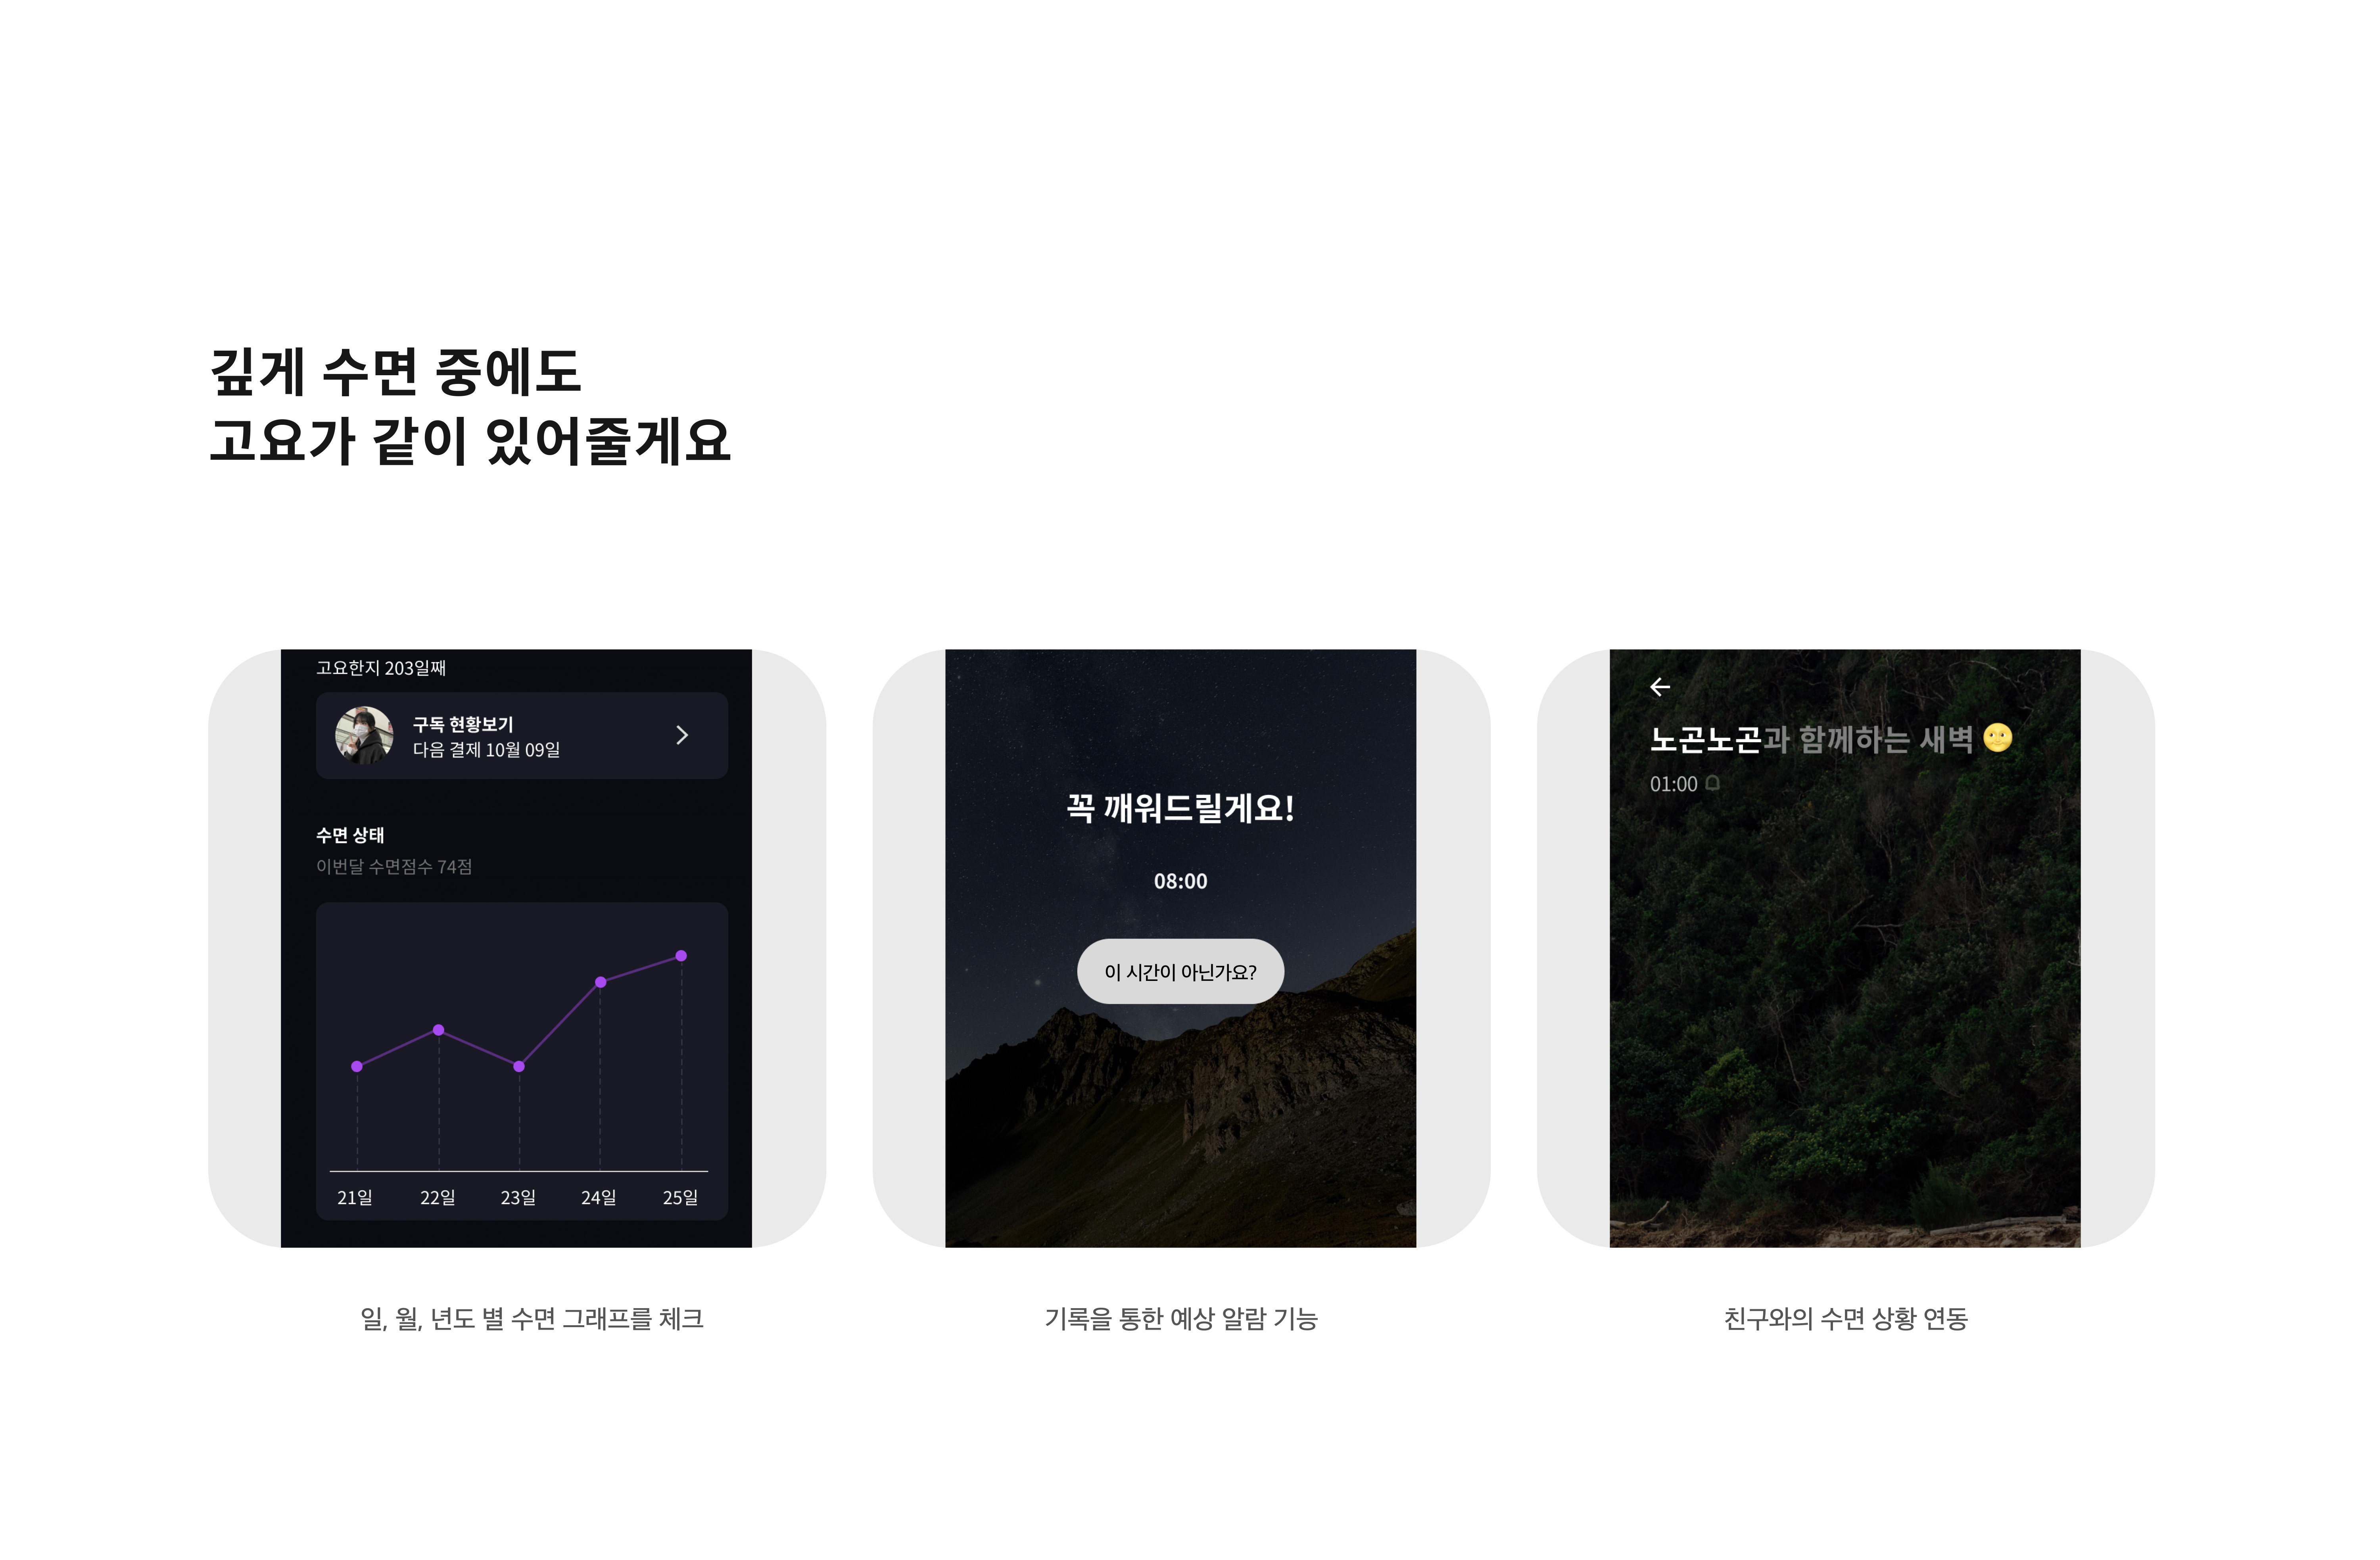 깊게 수면 중에도
고요가 같이 있어줄게요
고요한지 203일째
구독 현황보기
다음 결제 10월 09일
수면 상태
이번달 수면점수 74점
21일 22일 23일 24일 25일
일, 월, 년도 별 수면 그래프를 체크
꼭 깨워드릴게요!
08:00
이 시간이 아닌가요?
기록을 통한 예상 알람 기능
노곤노곤과 함께하는 새벽 🌝
01:00
친구와의 수면 상황 연동